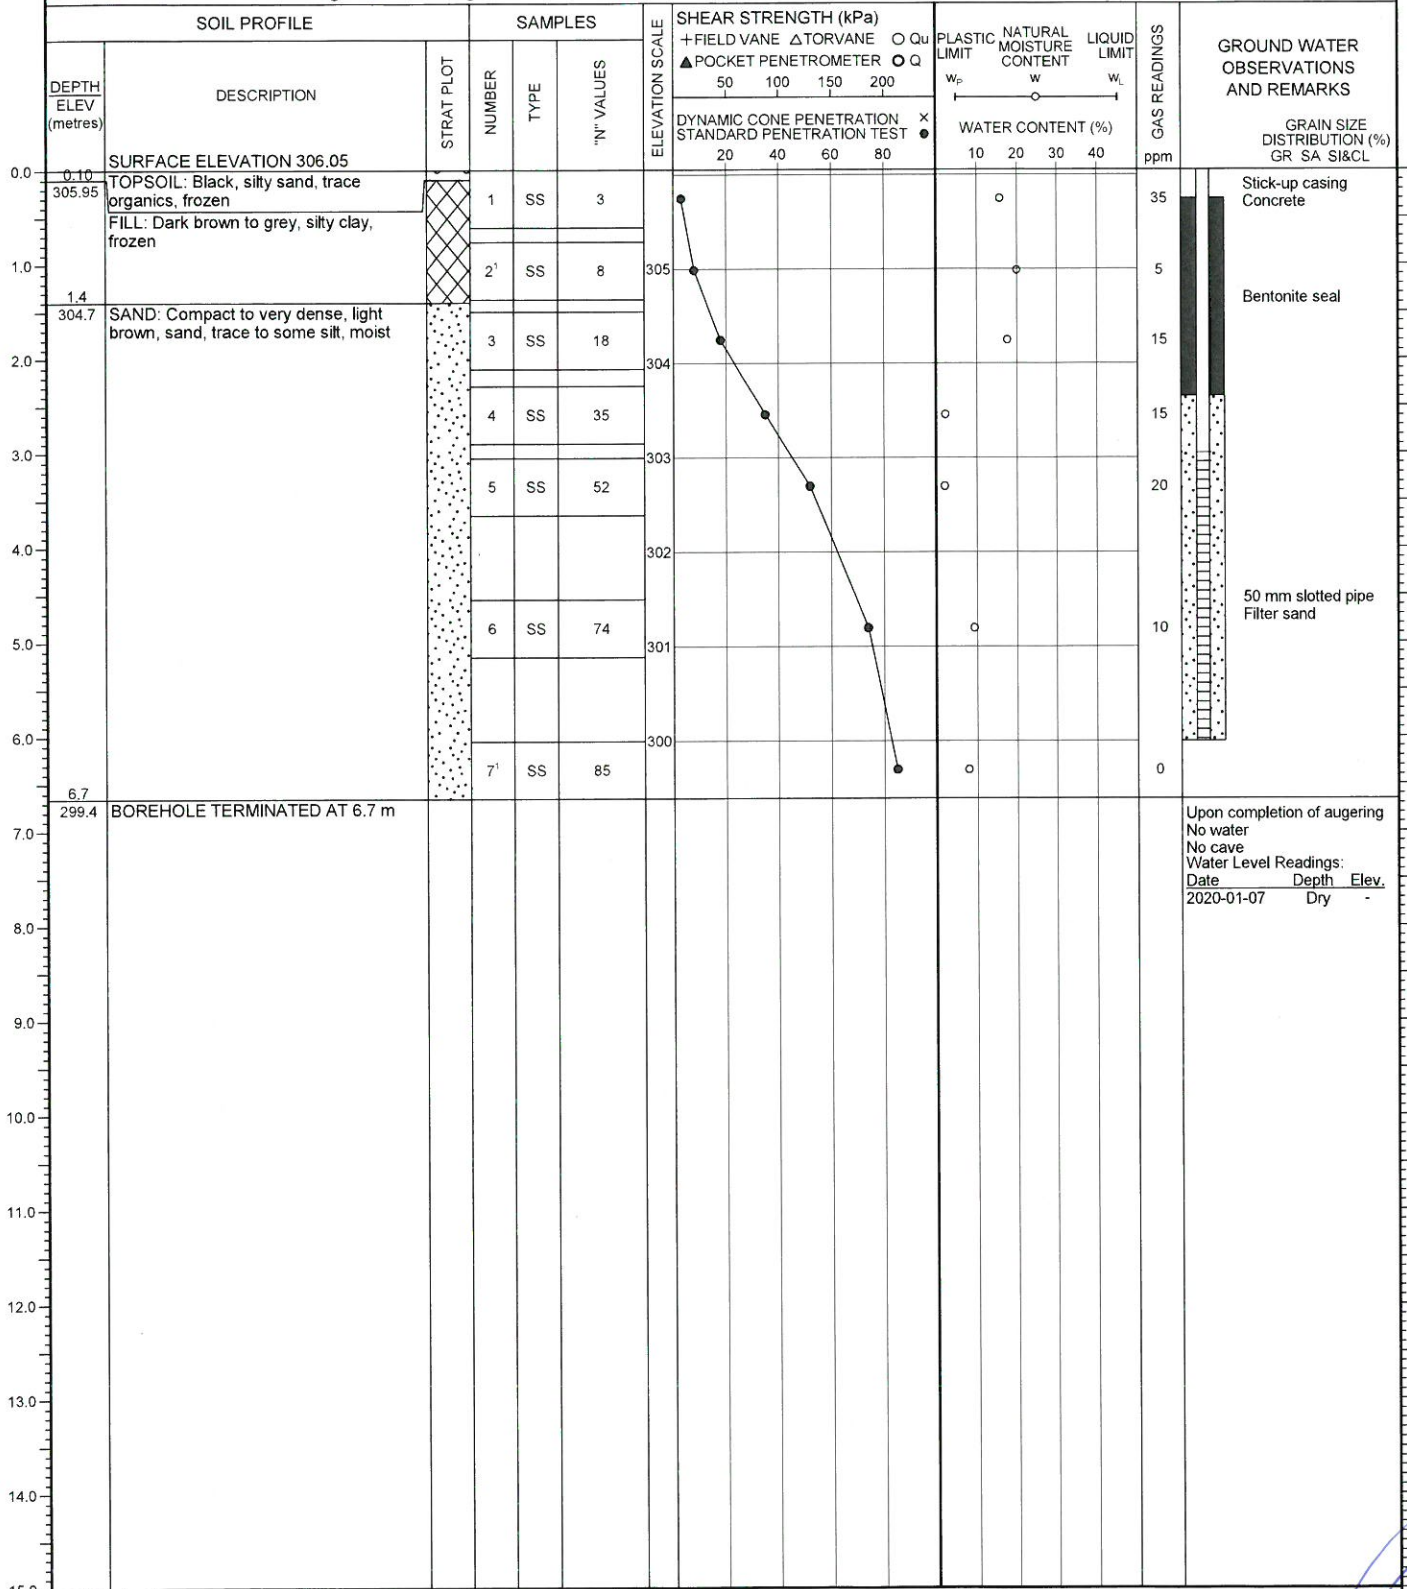 SOIL PROFILE
SAMPLES
DEPTH
ELEV
(metres)
DESCRIPTION
STRAT PLOT
NUMBER
TYPE
"N" VALUES
ELEVATION SCALE
SHEAR STRENGTH (kPa)
+FIELD VANE △TORVANE ○ Qu
▲POCKET PENETROMETER ○ Q
50 100 150 200
DYNAMIC CONE PENETRATION ×
STANDARD PENETRATION TEST ●
20 40 60 80
PLASTIC LIMIT
NATURAL MOISTURE CONTENT
LIQUID LIMIT
WP W WL
WATER CONTENT (%)
10 20 30 40
GAS READINGS
ppm
GROUND WATER
OBSERVATIONS
AND REMARKS
GRAIN SIZE
DISTRIBUTION (%)
GR SA SI&CL
SURFACE ELEVATION 306.05
0.0
0.10
305.95
TOPSOIL: Black, silty sand, trace
organics, frozen
FILL: Dark brown to grey, silty clay,
frozen
1 SS 3
35
Stick-up casing
Concrete
1.0
2¹ SS 8
305
5
Bentonite seal
1.4
304.7
SAND: Compact to very dense, light
brown, sand, trace to some silt, moist
3 SS 18
15
2.0
304
4 SS 35
15
3.0
303
5 SS 52
20
4.0
302
50 mm slotted pipe
Filter sand
6 SS 74
10
5.0
301
6.0
300
7¹ SS 85
0
6.7
299.4
BOREHOLE TERMINATED AT 6.7 m
Upon completion of augering
No water
No cave
Water Level Readings:
Date Depth Elev.
2020-01-07 Dry -
7.0
8.0
9.0
10.0
11.0
12.0
13.0
14.0